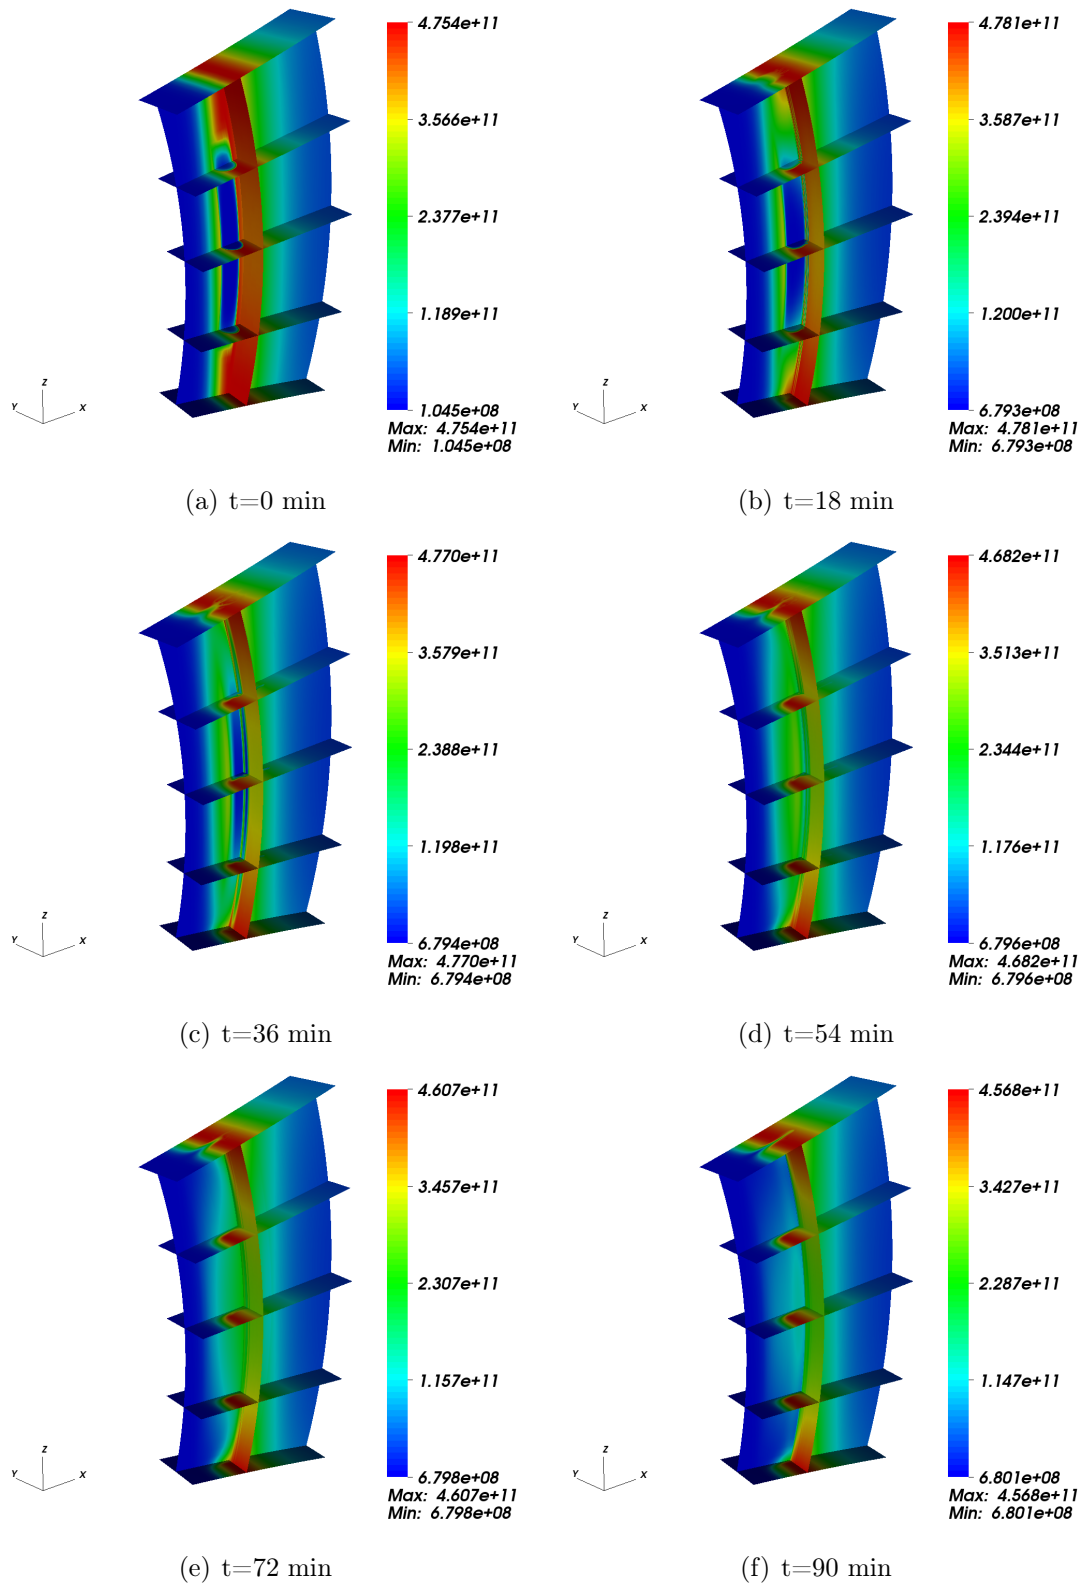 4.754e+11
3.566e+11
2.377e+11
1.189e+11
1.045e+08
Max: 4.754e+11
Min: 1.045e+08
Z
Y
X
(a) t=0 min
4.781e+11
3.587e+11
2.394e+11
1.200e+11
6.793e+08
Max: 4.781e+11
Min: 6.793e+08
Z
Y
X
(b) t=18 min
4.770e+11
3.579e+11
2.388e+11
1.198e+11
6.794e+08
Max: 4.770e+11
Min: 6.794e+08
Z
Y
X
(c) t=36 min
4.682e+11
3.513e+11
2.344e+11
1.176e+11
6.796e+08
Max: 4.682e+11
Min: 6.796e+08
Z
Y
X
(d) t=54 min
4.607e+11
3.457e+11
2.307e+11
1.157e+11
6.798e+08
Max: 4.607e+11
Min: 6.798e+08
Z
Y
X
(e) t=72 min
4.568e+11
3.427e+11
2.287e+11
1.147e+11
6.801e+08
Max: 4.568e+11
Min: 6.801e+08
Z
Y
X
(f) t=90 min